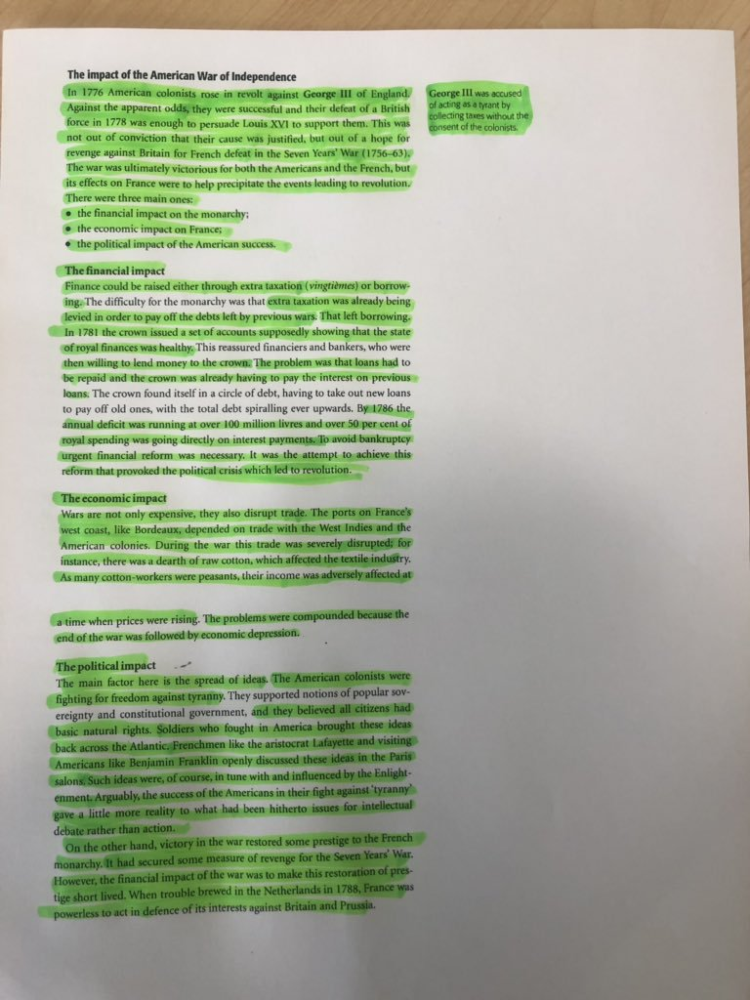 The impact of the American War of Independence
In 1776 American colonists rose in revolt against George III of England.
Against the apparent odds, they were successful and their defeat of a British
force in 1778 was enough to persuade Louis XVI to support them. This was
not out of conviction that their cause was justified, but out of a hope for
revenge against Britain for French defeat in the Seven Years' War (1756–63).
The war was ultimately victorious for both the Americans and the French, but
its effects on France were to help precipitate the events leading to revolution.
There were three main ones:
• the financial impact on the monarchy;
• the economic impact on France;
• the political impact of the American success.
George III was accused
of acting as a tyrant by
collecting taxes without the
consent of the colonists.
The financial impact
Finance could be raised either through extra taxation (vingtièmes) or borrow-
ing. The difficulty for the monarchy was that extra taxation was already being
levied in order to pay off the debts left by previous wars. That left borrowing.
In 1781 the crown issued a set of accounts supposedly showing that the state
of royal finances was healthy. This reassured financiers and bankers, who were
then willing to lend money to the crown. The problem was that loans had to
be repaid and the crown was already having to pay the interest on previous
loans. The crown found itself in a circle of debt, having to take out new loans
to pay off old ones, with the total debt spiralling ever upwards. By 1786 the
annual deficit was running at over 100 million livres and over 50 per cent of
royal spending was going directly on interest payments. To avoid bankruptcy
urgent financial reform was necessary. It was the attempt to achieve this
reform that provoked the political crisis which led to revolution.
The economic impact
Wars are not only expensive, they also disrupt trade. The ports on France's
west coast, like Bordeaux, depended on trade with the West Indies and the
American colonies. During the war this trade was severely disrupted; for
instance, there was a dearth of raw cotton, which affected the textile industry.
As many cotton-workers were peasants, their income was adversely affected at
a time when prices were rising. The problems were compounded because the
end of the war was followed by economic depression.
The political impact
The main factor here is the spread of ideas. The American colonists were
fighting for freedom against tyranny. They supported notions of popular sov-
ereignty and constitutional government, and they believed all citizens had
basic natural rights. Soldiers who fought in America brought these ideas
back across the Atlantic. Frenchmen like the aristocrat Lafayette and visiting
Americans like Benjamin Franklin openly discussed these ideas in the Paris
salons. Such ideas were, of course, in tune with and influenced by the Enlight-
enment. Arguably, the success of the Americans in their fight against 'tyranny'
gave a little more reality to what had been hitherto issues for intellectual
debate rather than action.
On the other hand, victory in the war restored some prestige to the French
monarchy. It had secured some measure of revenge for the Seven Years' War.
However, the financial impact of the war was to make this restoration of pres-
tige short lived. When trouble brewed in the Netherlands in 1788, France was
powerless to act in defence of its interests against Britain and Prussia.